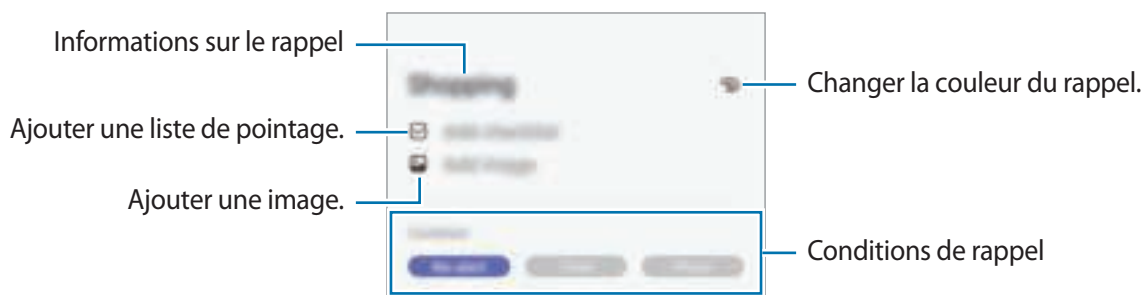 Informations sur le rappel
Shopping
Changer la couleur du rappel.
Ajouter une liste de pointage.
Ajouter une image.
Conditions de rappel